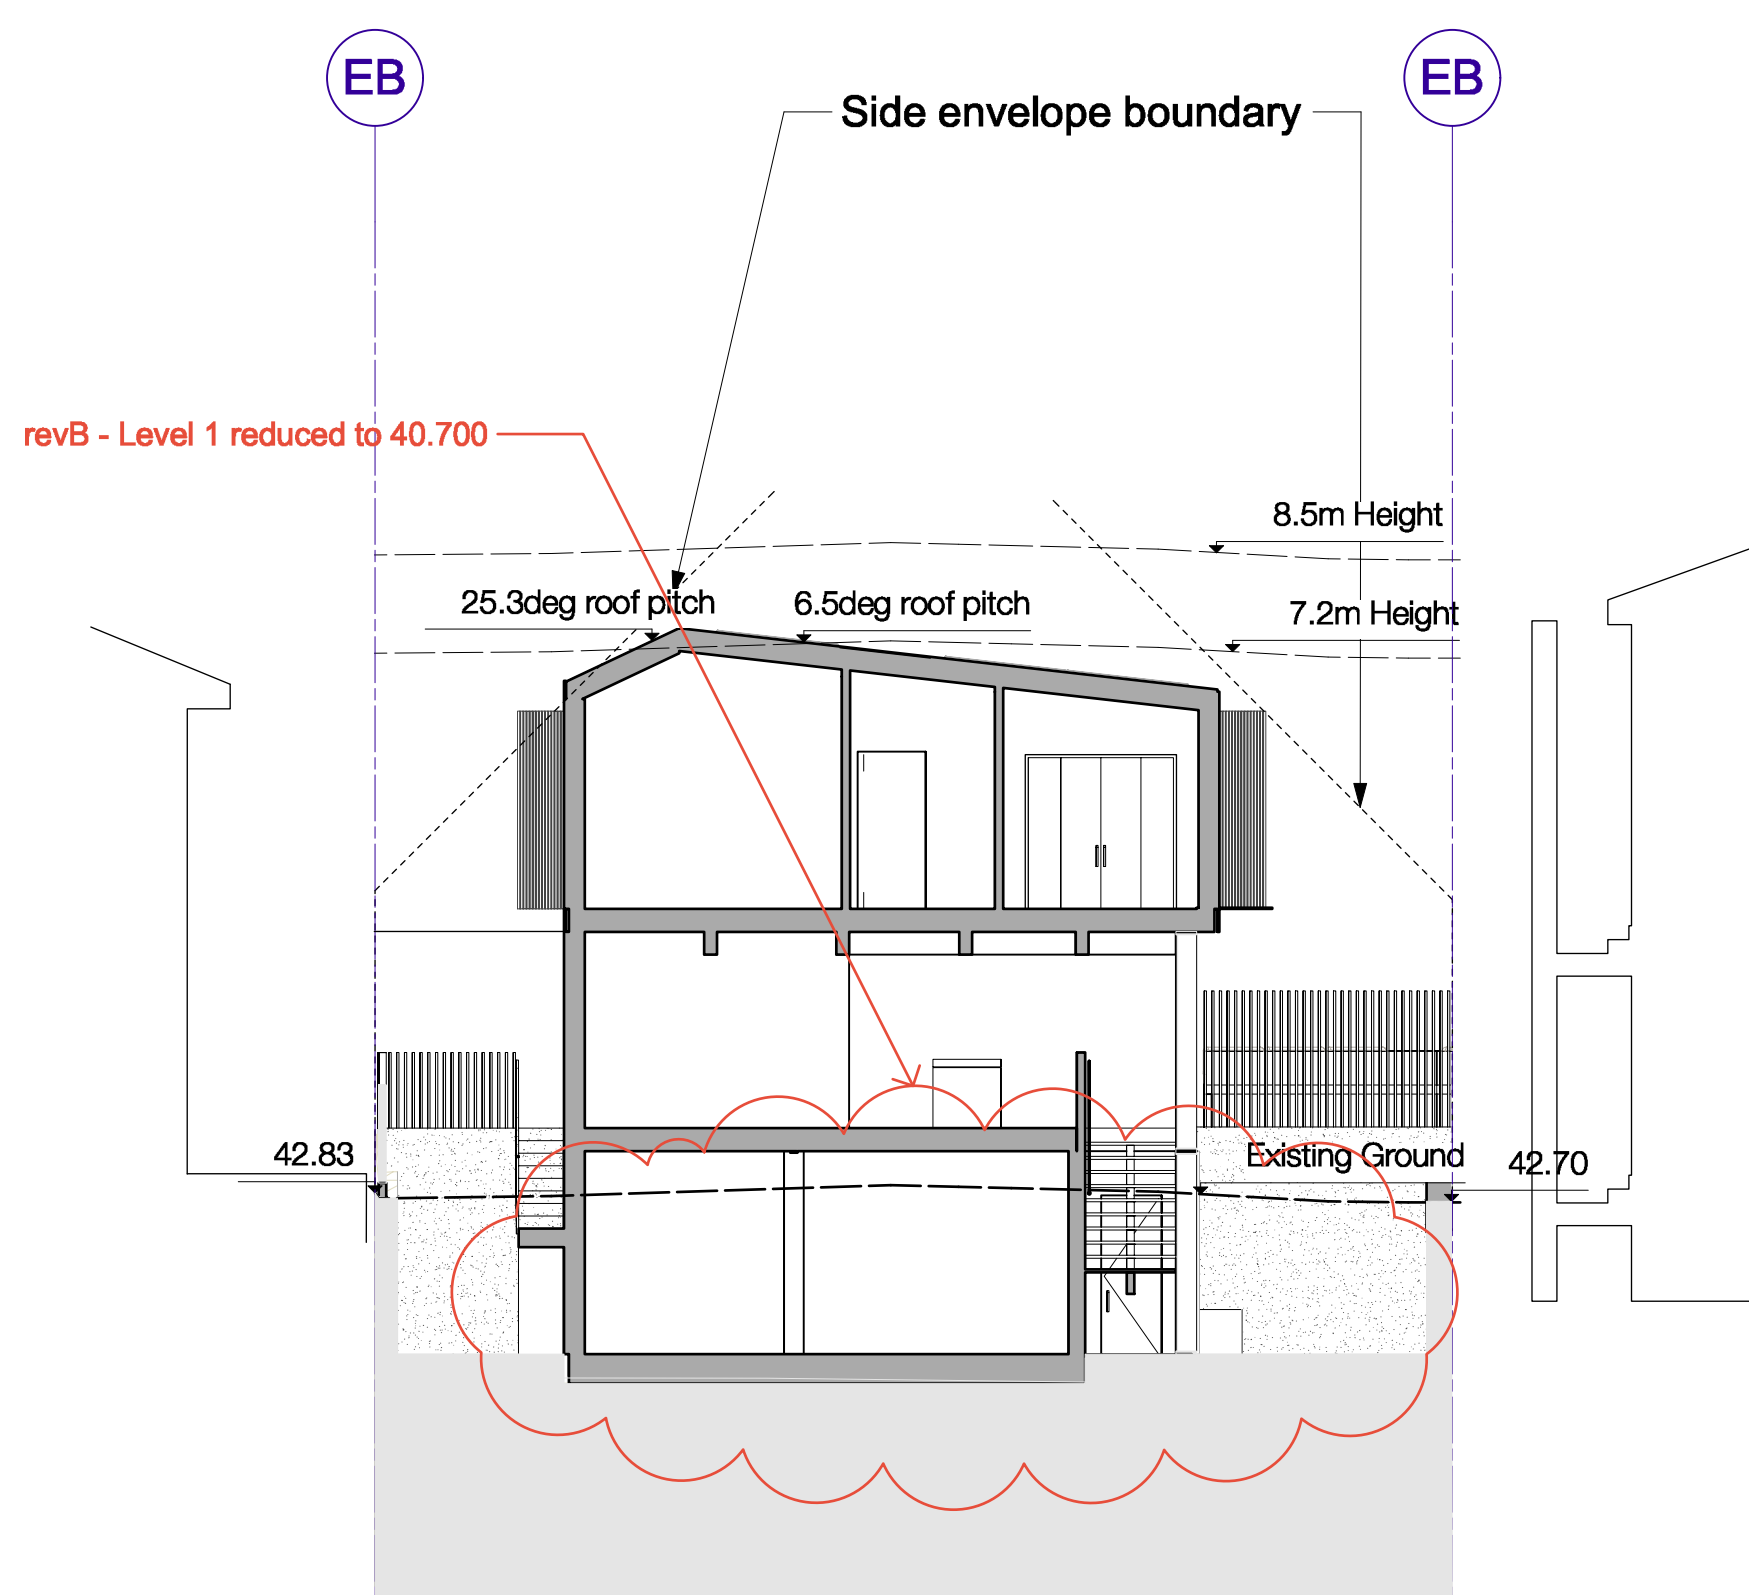 EB
EB
Side envelope boundary
revB - Level 1 reduced to 40.700
8.5m Height
25.3deg roof pitch
6.5deg roof pitch
7.2m Height
42.83
Existing Ground
42.70